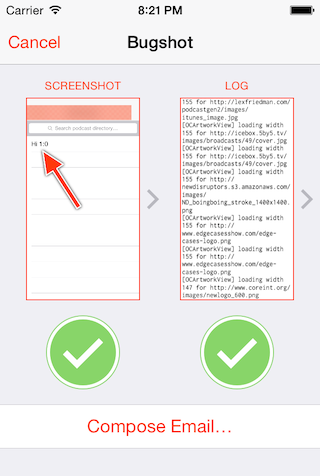 Carrier 8:21 PM
Cancel Bugshot
SCREENSHOT LOG
Search podcast directory...
Hi 1:0
155 for http://lexfriedman.com/
podcastgen2/images/
itunes_image.jpg
[OCArtworkView] loading width
155 for http://icebox.5by5.tv/
images/broadcasts/49/cover.jpg
[OCArtworkView] loading width
155 for http://icebox.5by5.tv/
images/broadcasts/49/cover.jpg
[OCArtworkView] loading width
155 for http://
newdisruptors.s3.amazonaws.com/
images/
ND_boingboing_stroke_1400x1400.
png
[OCArtworkView] loading width
155 for http://
www.edgecasesshow.com/edge-
cases-logo.png
[OCArtworkView] loading width
155 for http://
www.edgecasesshow.com/edge-
cases-logo.png
[OCArtworkView] loading width
147 for http://www.coreint.org/
images/newlogo_600.png
Compose Email...